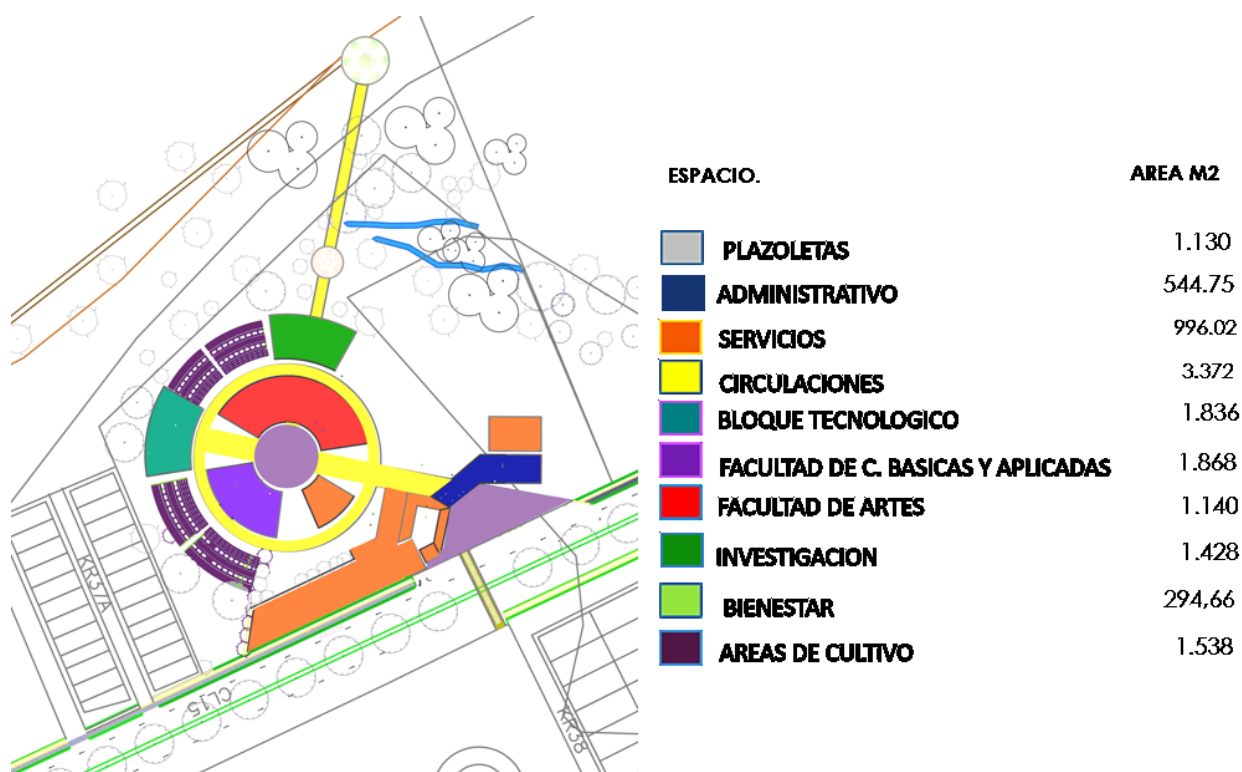 ESPACIO. AREA M2
PLAZOLETAS 1.130
ADMINISTRATIVO 544.75
SERVICIOS 996.02
CIRCULACIONES 3.372
BLOQUE TECNOLOGICO 1.836
FACULTAD DE C. BASICAS Y APLICADAS 1.868
FACULTAD DE ARTES 1.140
INVESTIGACION 1.428
BIENESTAR 294,66
AREAS DE CULTIVO 1.538
KR37A
CL15
KR38